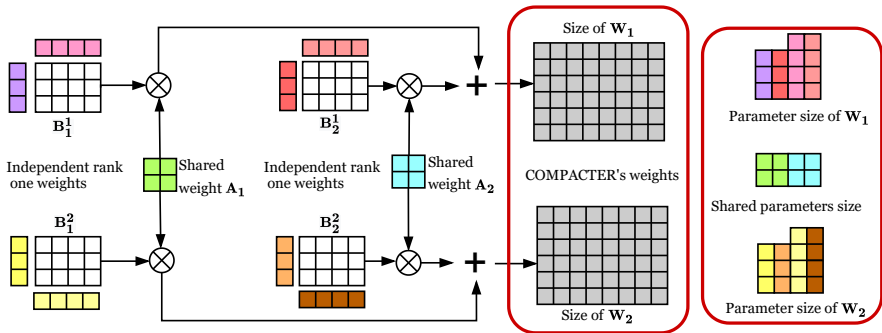 Size of W₁
B₁¹
B₂¹
Parameter size of W₁
Independent rank
one weights
Shared
weight A₁
Independent rank
one weights
Shared
weight A₂
COMPACTER's weights
Shared parameters size
B₁²
B₂²
Size of W₂
Parameter size of W₂